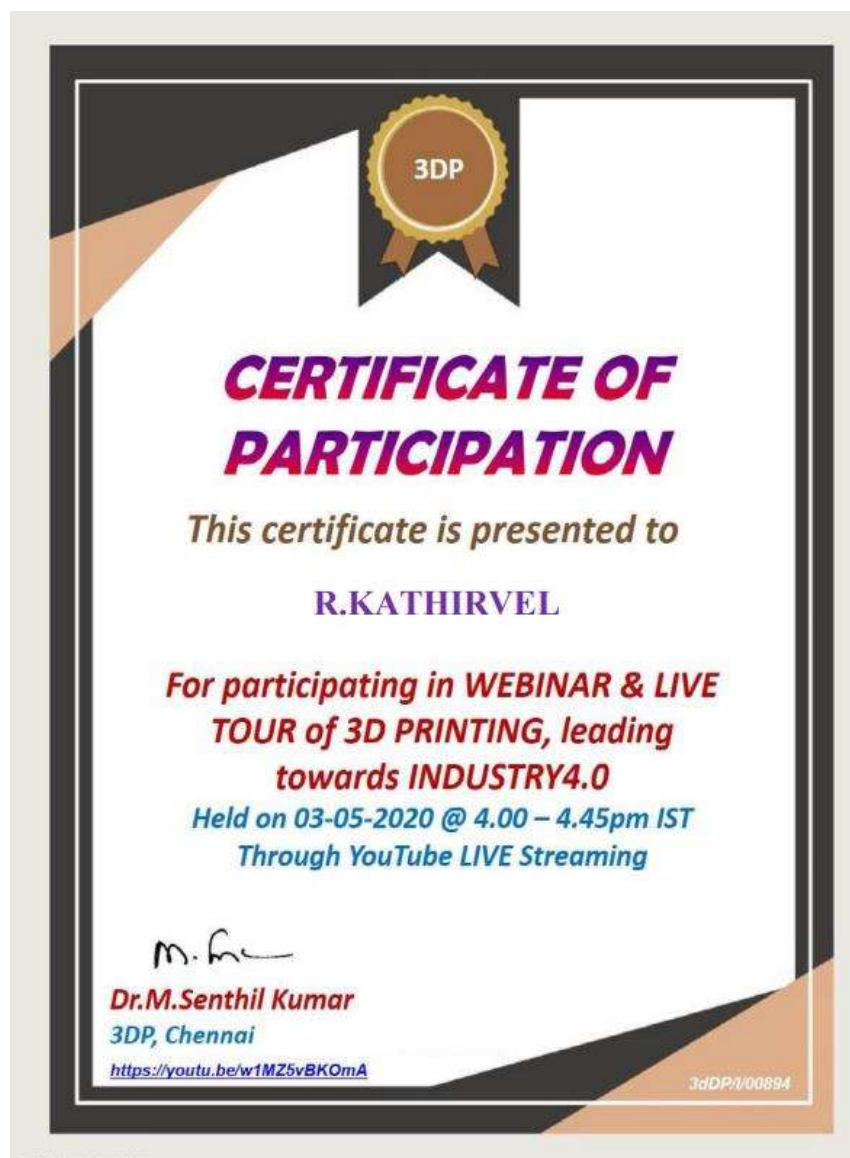 3DP
CERTIFICATE OF
PARTICIPATION
This certificate is presented to
R.KATHIRVEL
For participating in WEBINAR & LIVE
TOUR of 3D PRINTING, leading
towards INDUSTRY4.0
Held on 03-05-2020 @ 4.00 – 4.45pm IST
Through YouTube LIVE Streaming
Dr.M.Senthil Kumar
3DP, Chennai
https://youtu.be/w1MZ5vBKOmA
3dDP/I/00894